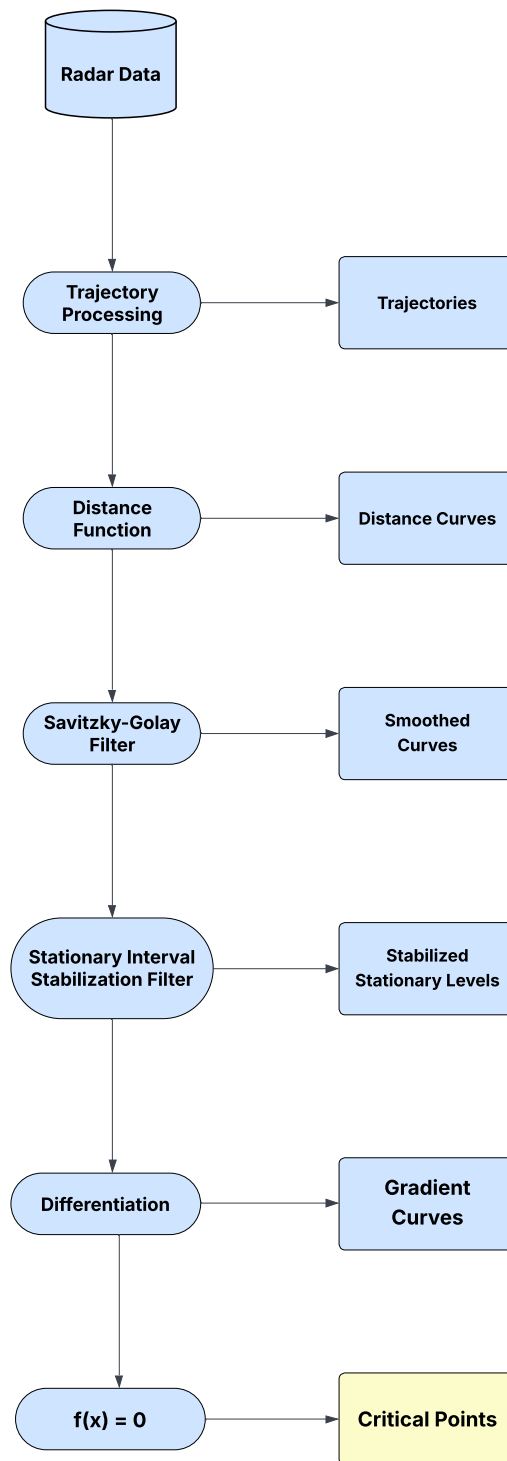 Radar Data
Trajectory
Processing
Trajectories
Distance
Function
Distance Curves
Savitzky-Golay
Filter
Smoothed
Curves
Stationary Interval
Stabilization Filter
Stabilized
Stationary Levels
Differentiation
Gradient
Curves
f(x) = 0
Critical Points